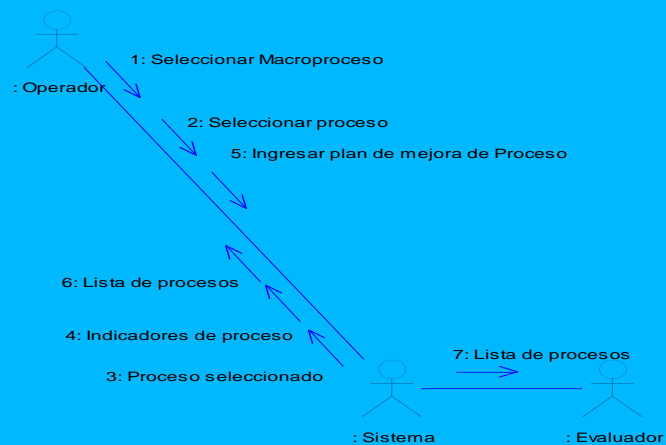 1: Seleccionar Macroproceso
: Operador
2: Seleccionar proceso
5: Ingresar plan de mejora de Proceso
6: Lista de procesos
4: Indicadores de proceso
7: Lista de procesos
3: Proceso seleccionado
: Sistema
: Evaluador